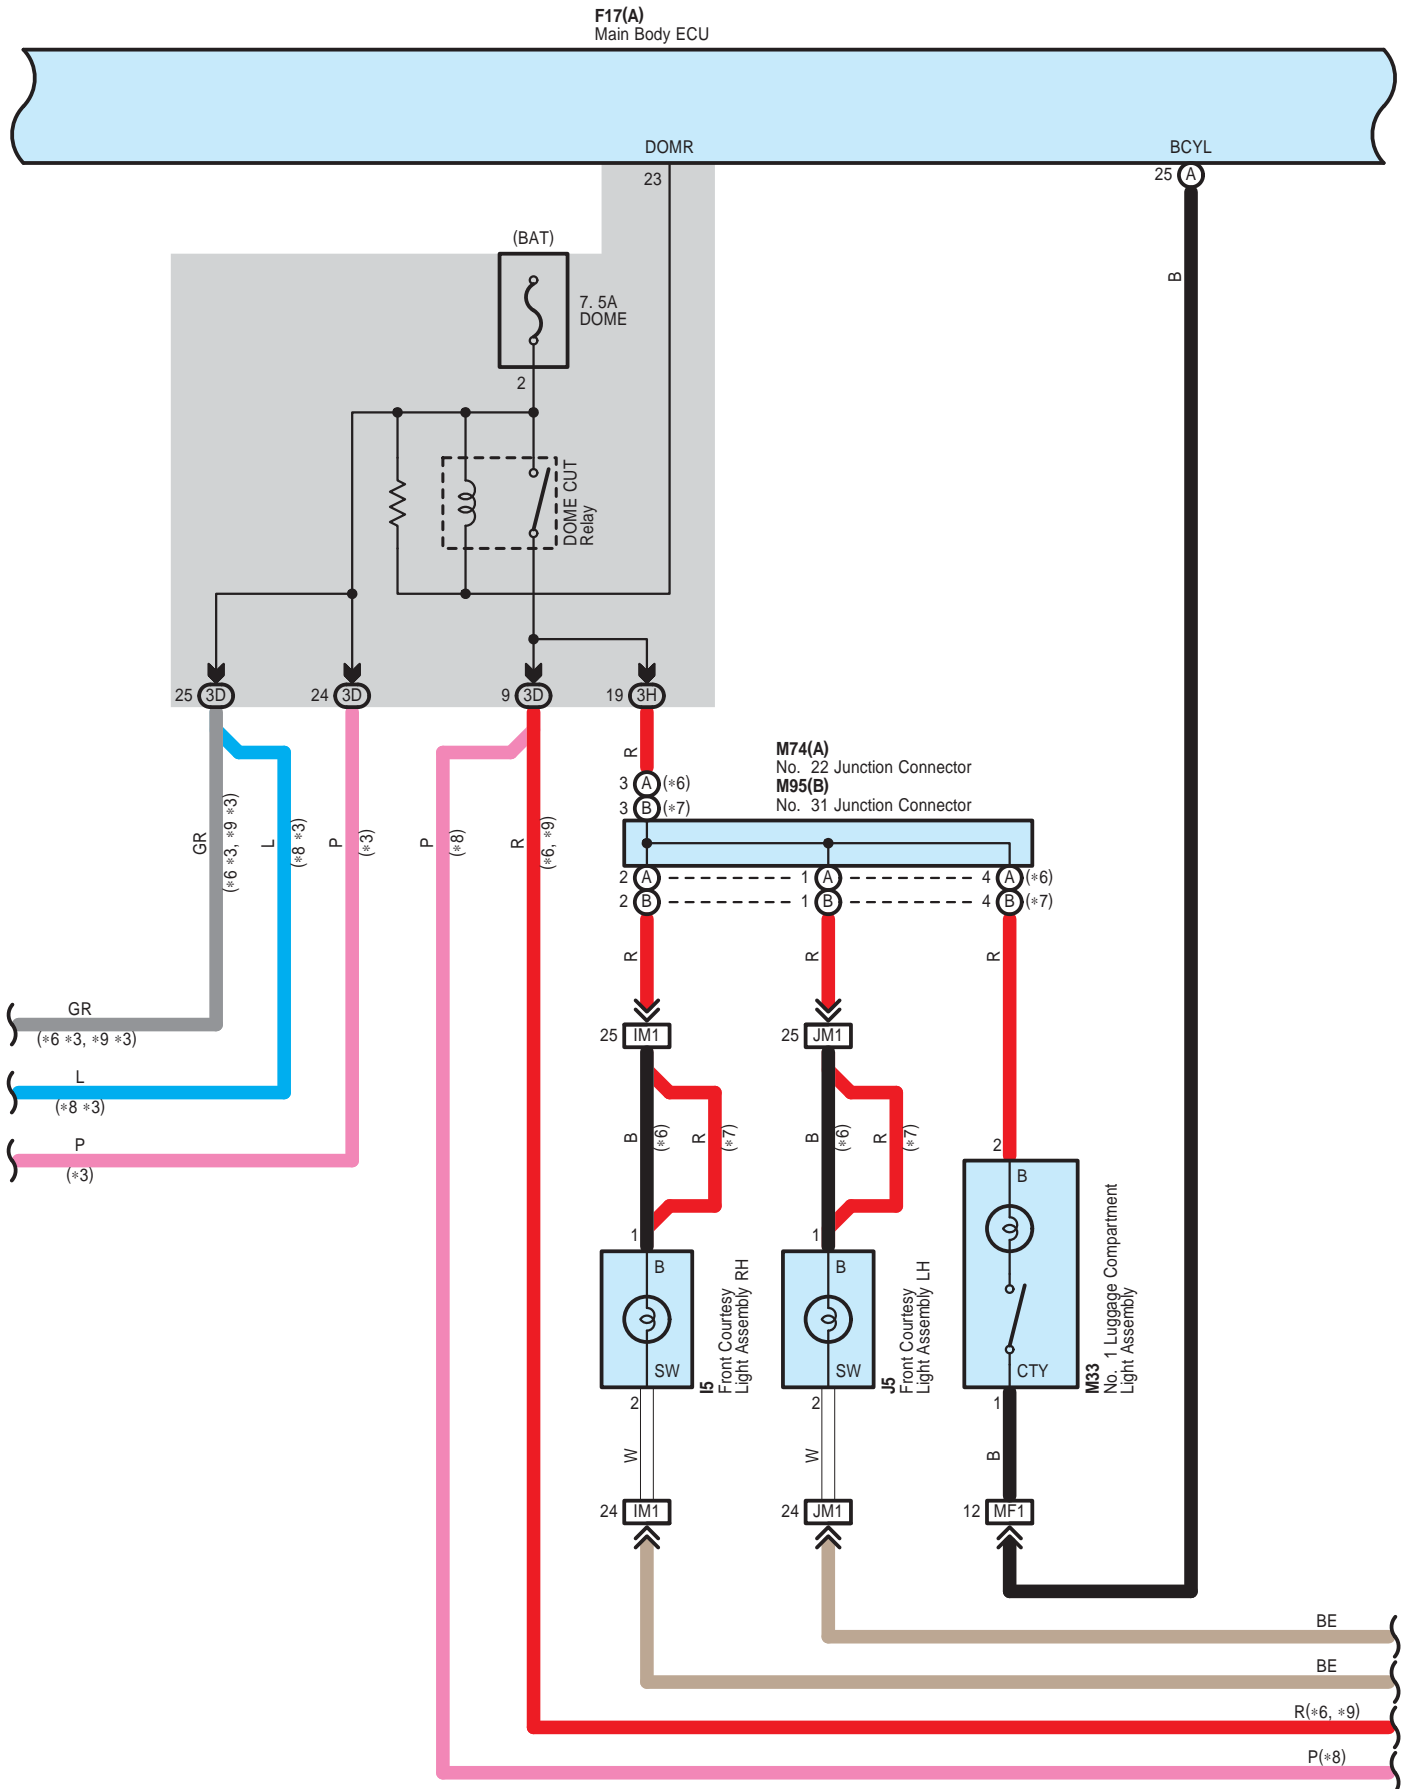 F17(A)
Main Body ECU
DOMR
BCYL
23
25 A
(BAT)
7. 5A
DOME
2
B
DOME CUT
Relay
25 3D
24 3D
9 3D
19 3H
R
M74(A)
No. 22 Junction Connector
M95(B)
No. 31 Junction Connector
3 A (*6)
3 B (*7)
GR
(*6 *3, *9 *3)
L
(*8 *3)
P
(*3)
P
(*8)
R
(*6, *9)
2 A 1 A 4 A (*6)
2 B 1 B 4 B (*7)
R
R
R
GR
(*6 *3, *9 *3)
25 IM1
25 JM1
L
(*8 *3)
B
(*6)
R
(*7)
B
(*6)
R
(*7)
P
(*3)
2
B
1
1
B
B
SW
SW
CTY
I5
Front Courtesy
Light Assembly RH
J5
Front Courtesy
Light Assembly LH
M33
No. 1 Luggage Compartment
Light Assembly
2
2
1
W
W
B
24 IM1
24 JM1
12 MF1
BE
BE
R(*6, *9)
P(*8)